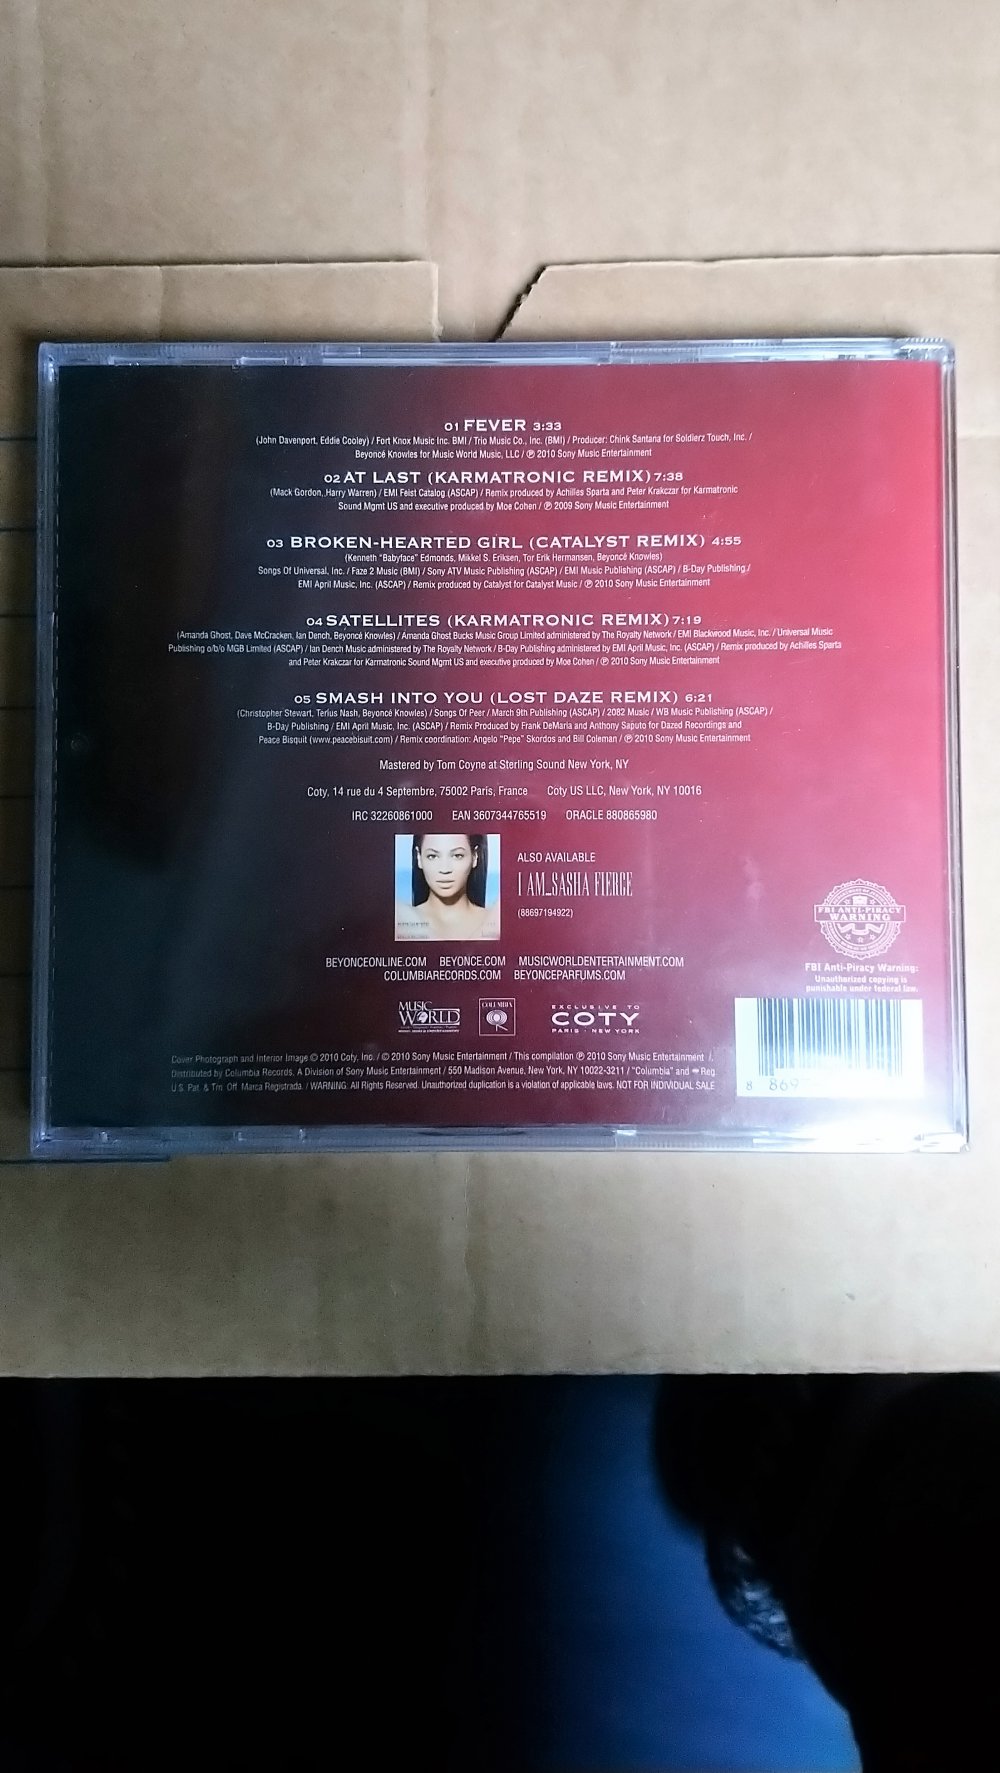 01 FEVER 3:33
(John Davenport, Eddie Cooley) / Fort Knox Music Inc. BMI / Trio Music Co., Inc. (BMI) / Producer: Chink Santana for Soldierz Touch, Inc. /
Beyoncé Knowles for Music World Music, LLC / ℗ 2010 Sony Music Entertainment
02 AT LAST (KARMATRONIC REMIX) 7:38
(Mack Gordon, Harry Warren) / EMI Feist Catalog (ASCAP) / Remix produced by Achilles Sparta and Peter Krakczar for Karmatronic
Sound Mgmt US and executive produced by Moe Cohen / ℗ 2009 Sony Music Entertainment
03 BROKEN-HEARTED GIRL (CATALYST REMIX) 4:55
(Kenneth "Babyface" Edmonds, Mikkel S. Eriksen, Tor Erik Hermansen, Beyoncé Knowles)
Songs Of Universal, Inc. / Faze 2 Music (BMI) / Sony ATV Music Publishing (ASCAP) / EMI Music Publishing (ASCAP) / B-Day Publishing /
EMI April Music, Inc. (ASCAP) / Remix produced by Catalyst for Catalyst Music / ℗ 2010 Sony Music Entertainment
04 SATELLITES (KARMATRONIC REMIX) 7:19
(Amanda Ghost, Dave McCracken, Ian Dench, Beyoncé Knowles) / Amanda Ghost Bucks Music Group Limited administered by The Royalty Network / EMI Blackwood Music, Inc. / Universal Music
Publishing o/b/o MGB Limited (ASCAP) / Ian Dench Music administered by The Royalty Network / B-Day Publishing administered by EMI April Music, Inc. (ASCAP) / Remix produced by Achilles Sparta
and Peter Krakczar for Karmatronic Sound Mgmt US and executive produced by Moe Cohen / ℗ 2010 Sony Music Entertainment
05 SMASH INTO YOU (LOST DAZE REMIX) 6:21
(Christopher Stewart, Terius Nash, Beyoncé Knowles) / Songs Of Peer / March 9th Publishing (ASCAP) / 2082 Music / WB Music Publishing (ASCAP) /
B-Day Publishing / EMI April Music, Inc. (ASCAP) / Remix Produced by Frank DeMaria and Anthony Saputo for Dazed Recordings and
Peace Bisquit (www.peacebisuit.com) / Remix coordination: Angelo "Pepe" Skordos and Bill Coleman / ℗ 2010 Sony Music Entertainment
Mastered by Tom Coyne at Sterling Sound New York, NY
Coty, 14 rue du 4 Septembre, 75002 Paris, France Coty US LLC, New York, NY 10016
IRC 32260861000 EAN 3607344765519 ORACLE 880865980
ALSO AVAILABLE
I AM_SASHA FIERCE
(88697194922)
FBI ANTI-PIRACY
WARNING
FBI Anti-Piracy Warning:
Unauthorized copying is
punishable under federal law.
BEYONCEONLINE.COM BEYONCE.COM MUSICWORLDENTERTAINMENT.COM
COLUMBIARECORDS.COM BEYONCEPARFUMS.COM
MUSIC
WORLD
COLUMBIA
EXCLUSIVE TO
COTY
PARIS · NEW YORK
Cover Photograph and Interior Image © 2010 Coty, Inc. / © 2010 Sony Music Entertainment / This compilation ℗ 2010 Sony Music Entertainment /,
Distributed by Columbia Records, A Division of Sony Music Entertainment / 550 Madison Avenue, New York, NY 10022-3211 / "Columbia" and Reg.
U.S. Pat. & Tm. Off. Marca Registrada. / WARNING: All Rights Reserved. Unauthorized duplication is a violation of applicable laws. NOT FOR INDIVIDUAL SALE
8 8697